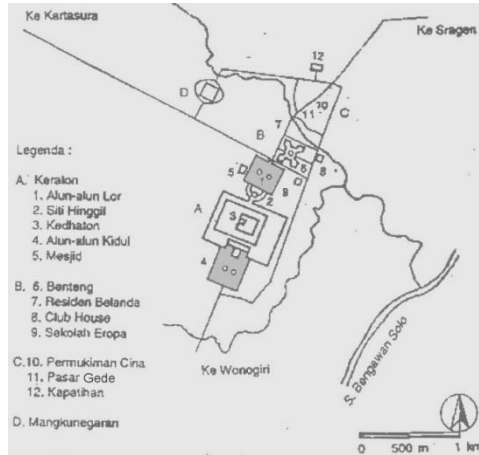 Ke Kartasura
Ke Sragen
12
D
10
C
11
7
B
6
8
5
1
9
2
A
3
4
Legenda :
A. Keraton
1. Alun-alun Lor
2. Siti Hinggil
3. Kedhaton
4. Alun-alun Kidul
5. Mesjid
B. 6. Benteng
7. Residen Belanda
8. Club House
9. Sekolah Eropa
C.10. Permukiman Cina
11. Pasar Gede
12. Kapatihan
D. Mangkunegaran
Ke Wonogiri
S. Bengawan Solo
0 500 m 1 km